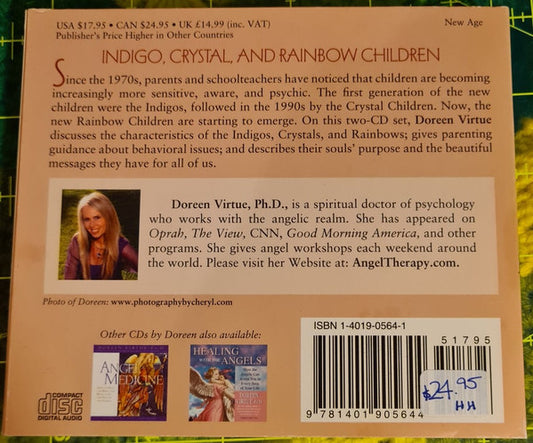 USA $17.95 • CAN $24.95 • UK £14.99 (inc. VAT)
Publisher's Price Higher in Other Countries
New Age
INDIGO, CRYSTAL, AND RAINBOW CHILDREN
Since the 1970s, parents and schoolteachers have noticed that children are becoming
increasingly more sensitive, aware, and psychic. The first generation of the new
children were the Indigos, followed in the 1990s by the Crystal Children. Now, the
new Rainbow Children are starting to emerge. On this two-CD set, Doreen Virtue
discusses the characteristics of the Indigos, Crystals, and Rainbows; gives parenting
guidance about behavioral issues; and describes their souls' purpose and the beautiful
messages they have for all of us.
Doreen Virtue, Ph.D., is a spiritual doctor of psychology
who works with the angelic realm. She has appeared on
Oprah, The View, CNN, Good Morning America, and other
programs. She gives angel workshops each weekend around
the world. Please visit her Website at: AngelTherapy.com.
Photo of Doreen: www.photographybycheryl.com
Other CDs by Doreen also available:
ANGEL
MEDICINE
HEALING
WITH THE
ANGELS
COMPACT
disc
DIGITAL AUDIO
ISBN 1-4019-0564-1
51795
9 781401 905644
$24.95
HH